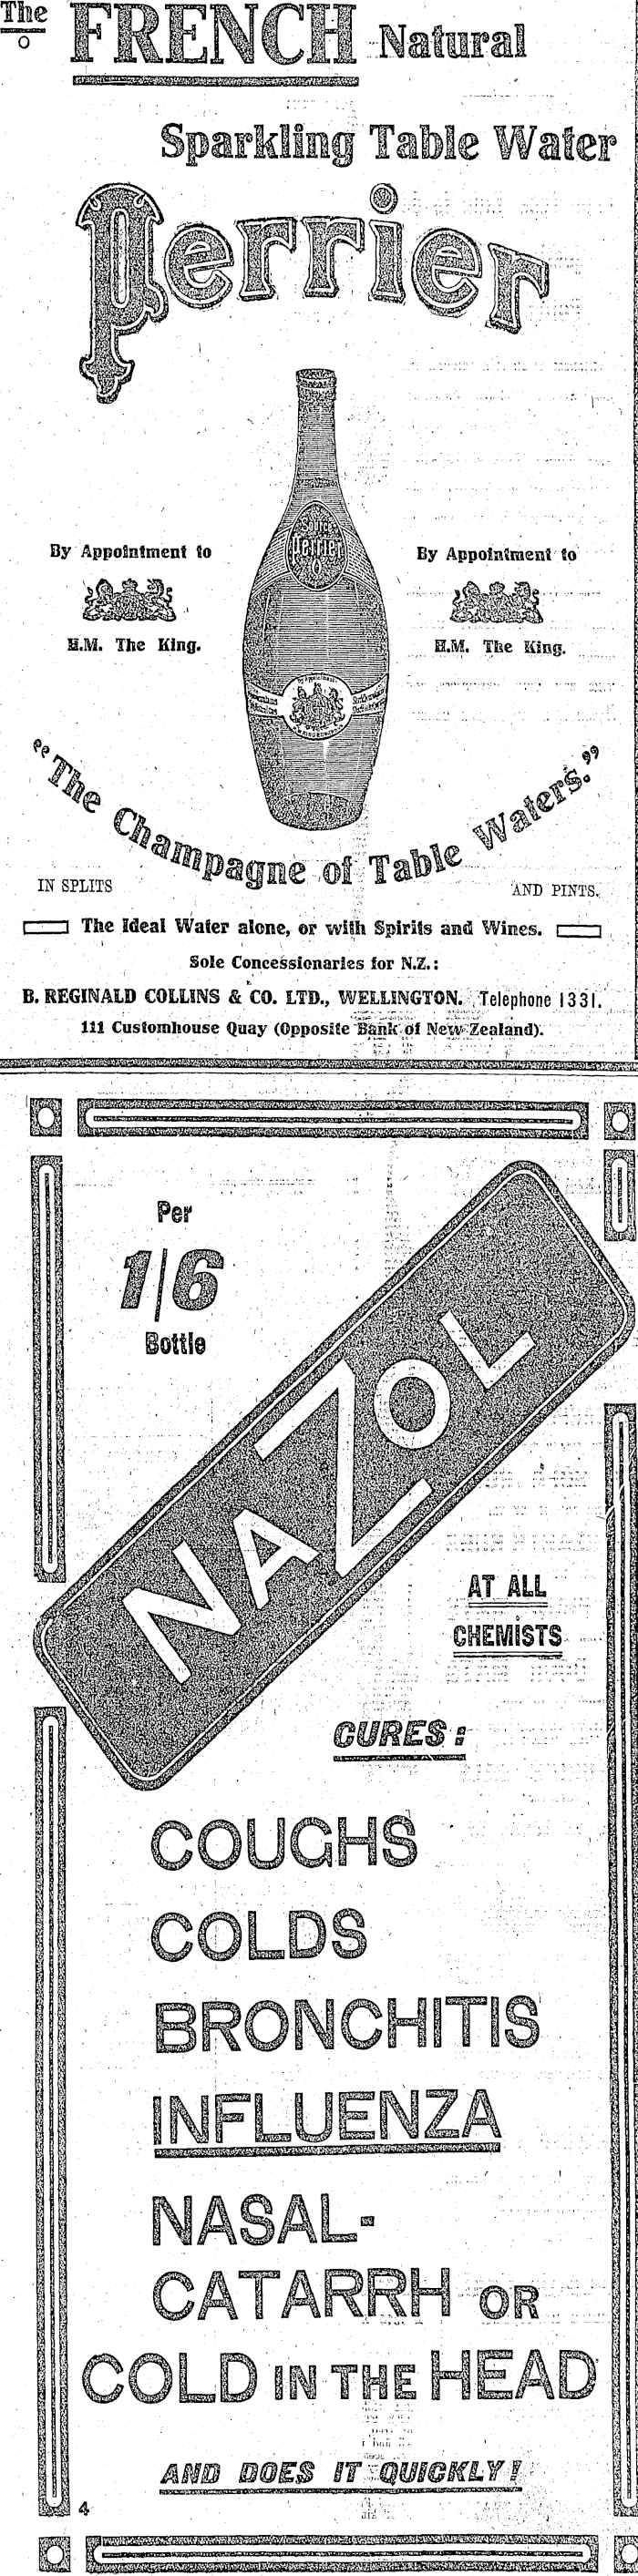 The FRENCH Natural
Sparkling Table Water
Perrier
Source
Perrier
By Appointment to
H.M. The King.
By Appointment to
H.M. The King.
"The Champagne of Table Waters."
IN SPLITS
AND PINTS.
The Ideal Water alone, or with Spirits and Wines.
Sole Concessionaries for N.Z.:
B. REGINALD COLLINS & CO. LTD., WELLINGTON. Telephone 1331.
111 Customhouse Quay (Opposite Bank of New Zealand).
Per
1/6
Bottle
NAZOL
AT ALL
CHEMISTS
CURES:
COUGHS
COLDS
BRONCHITIS
INFLUENZA
NASAL-
CATARRH OR
COLD IN THE HEAD
AND DOES IT QUICKLY!
4